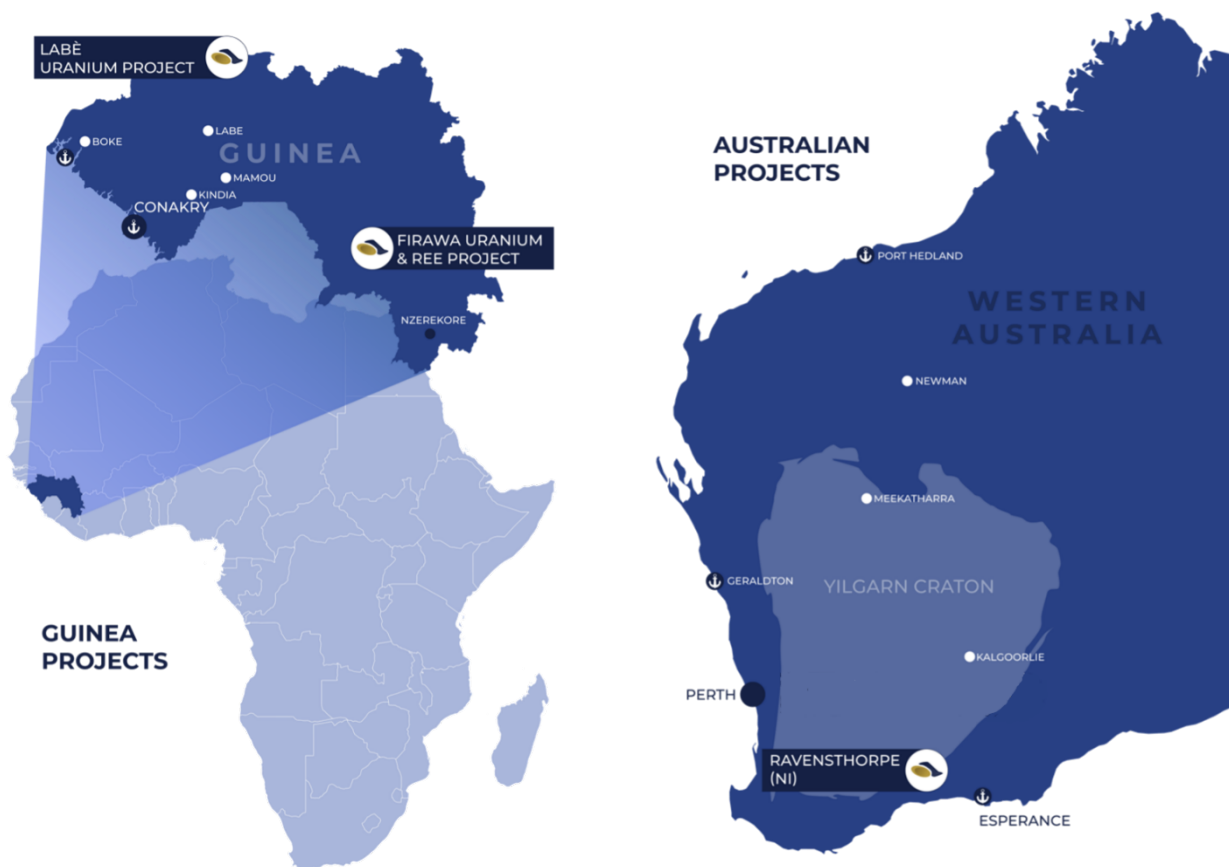 LABÈ
URANIUM PROJECT
LABE
BOKE
GUINEA
MAMOU
KINDIA
CONAKRY
FIRAWA URANIUM
& REE PROJECT
NZEREKORE
GUINEA
PROJECTS
AUSTRALIAN
PROJECTS
PORT HEDLAND
WESTERN
AUSTRALIA
NEWMAN
MEEKATHARRA
GERALDTON
YILGARN CRATON
KALGOORLIE
PERTH
RAVENSTHORPE
(NI)
ESPERANCE